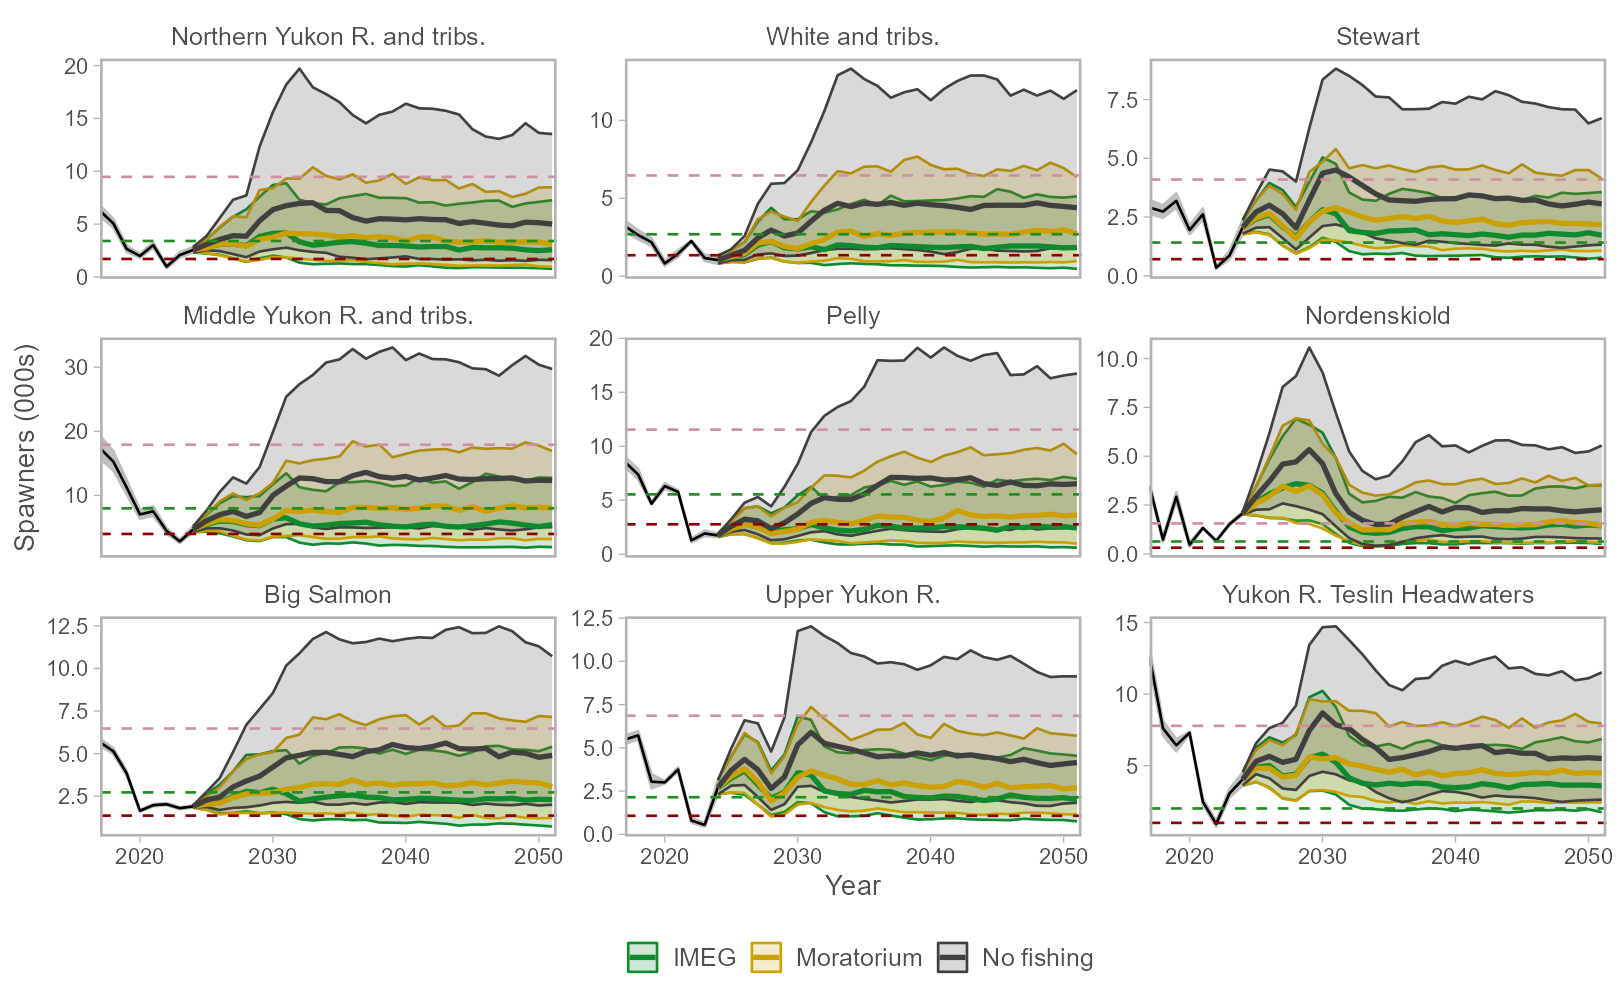 Northern Yukon R. and tribs.
White and tribs.
Stewart
20
15
10
5
0
10
5
0
7.5
5.0
2.5
0.0
Middle Yukon R. and tribs.
Pelly
Nordenskiold
30
20
10
20
15
10
5
0
10.0
7.5
5.0
2.5
0.0
Spawners (000s)
Big Salmon
Upper Yukon R.
Yukon R. Teslin Headwaters
12.5
10.0
7.5
5.0
2.5
12.5
10.0
7.5
5.0
2.5
0.0
15
10
5
2020 2030 2040 2050
2020 2030 2040 2050
2020 2030 2040 2050
Year
IMEG Moratorium No fishing